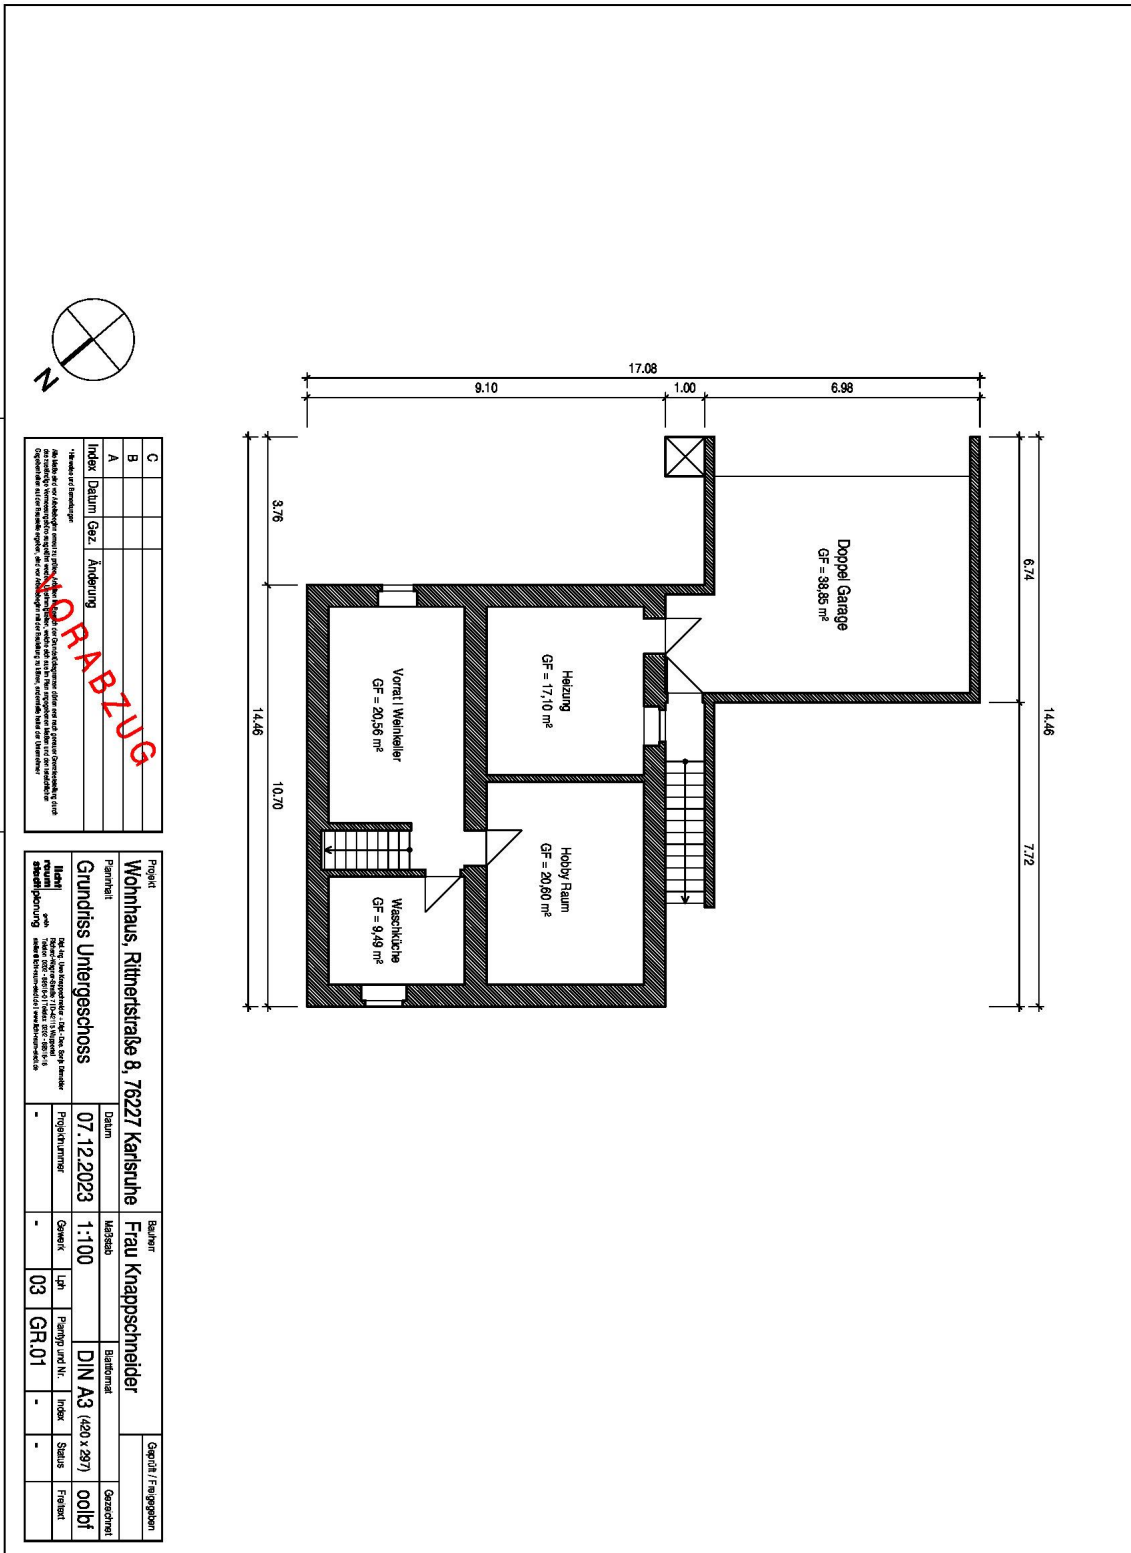 17.08
9.10
1.00
6.98
3.76
10.70
14.46
6.74
7.72
14.46
Doppel Garage
GF = 38,85 m²
Heizung
GF = 17,10 m²
Hobby Raum
GF = 20,60 m²
Vorrat | Weinkeller
GF = 20,56 m²
Waschküche
GF = 9,49 m²
N
C
B
A
Index Datum Gez. Änderung
*Hinweise und Bemerkungen
VORABZUG
Projekt
Wohnhaus, Rittnertstraße 8, 76227 Karlsruhe
Bauherr
Frau Knappschneider
Geprüft / Freigegeben
Planinhalt
Grundriss Untergeschoss
Datum
07.12.2023
Maßstab
1:100
Blattformat
DIN A3 (420 x 297)
Gezeichnet
oolbf
licht
raum
stadtplanung gmbh
Projektnummer
-
Gewerk
-
Lph
03
Plantyp und Nr.
GR.01
Index
-
Status
-
Freitext